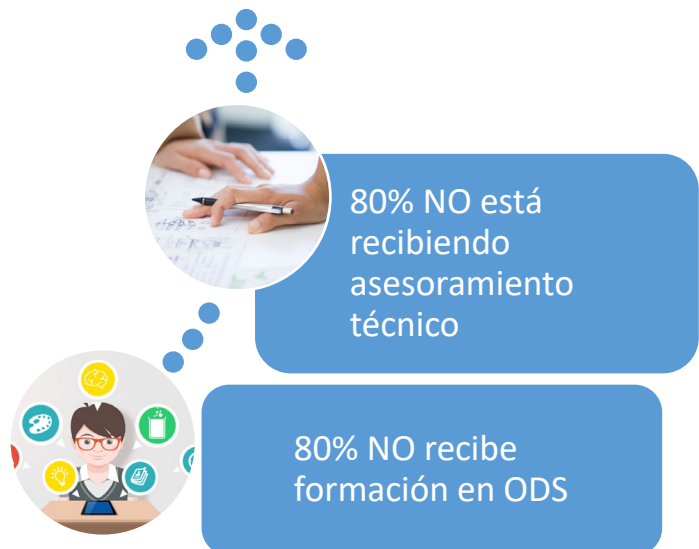 80% NO está
recibiendo
asesoramiento
técnico
80% NO recibe
formación en ODS